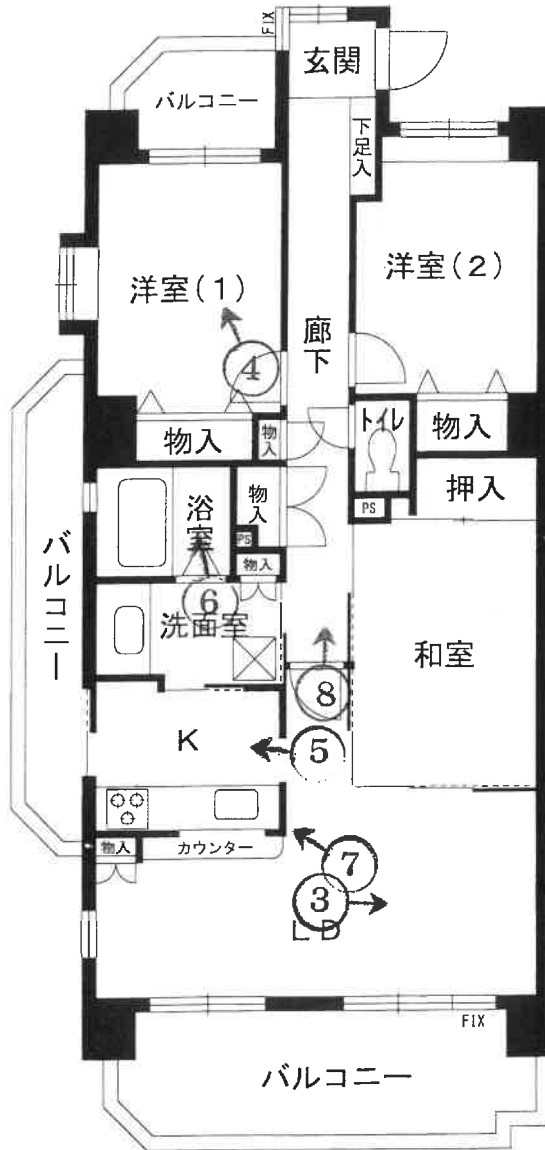 FIX
玄関
バルコニー
下足入
洋室(1)
洋室(2)
廊下
④
物入
物入
トイレ
物入
浴室
物入
PS
PS
押入
物入
バルコニー
⑥
洗面室
和室
⑧
K
⑤
物入
カウンター
⑦
③
LD
FIX
バルコニー